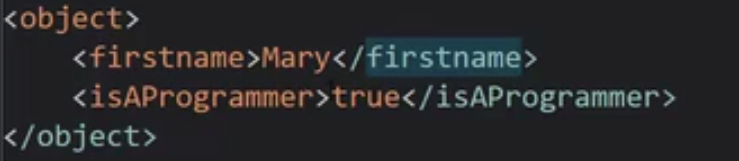 <object>
<firstname>Mary</firstname>
<isAProgrammer>true</isAProgrammer>
</object>